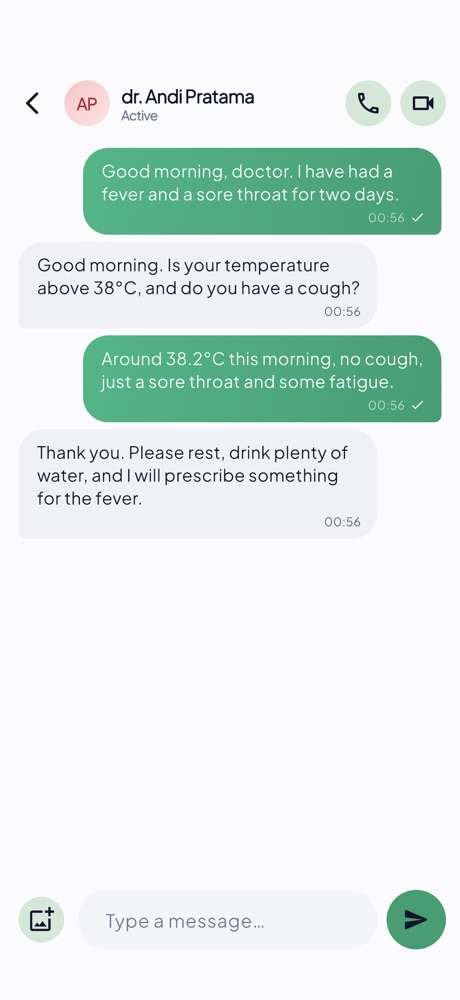 AP
dr. Andi Pratama
Active
Good morning, doctor. I have had a
fever and a sore throat for two days.
00:56
Good morning. Is your temperature
above 38°C, and do you have a cough?
00:56
Around 38.2°C this morning, no cough,
just a sore throat and some fatigue.
00:56
Thank you. Please rest, drink plenty of
water, and I will prescribe something
for the fever.
00:56
Type a message...